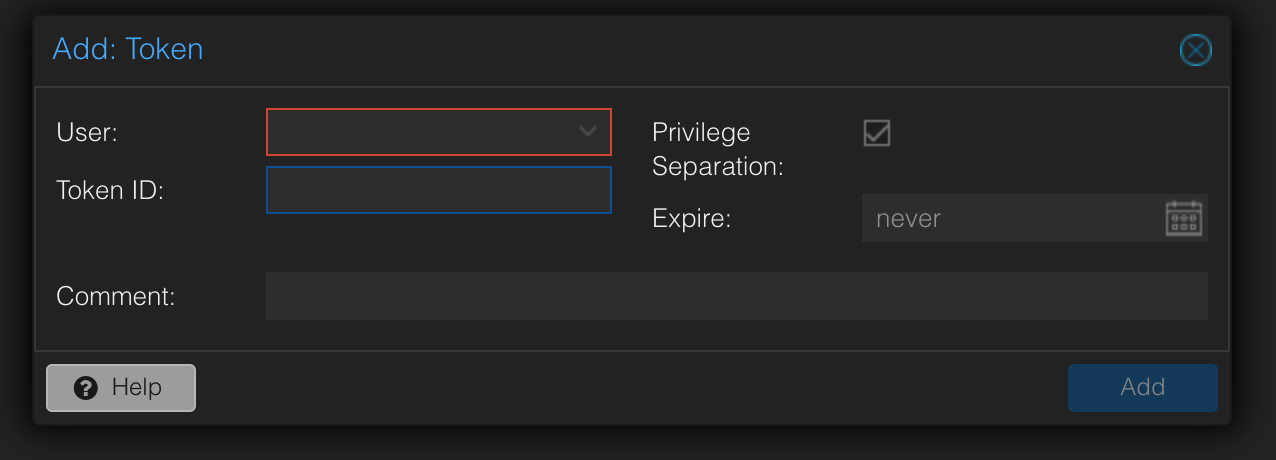 Add: Token
User:
Token ID:
Privilege
Separation:
Expire:
never
Comment:
Help
Add